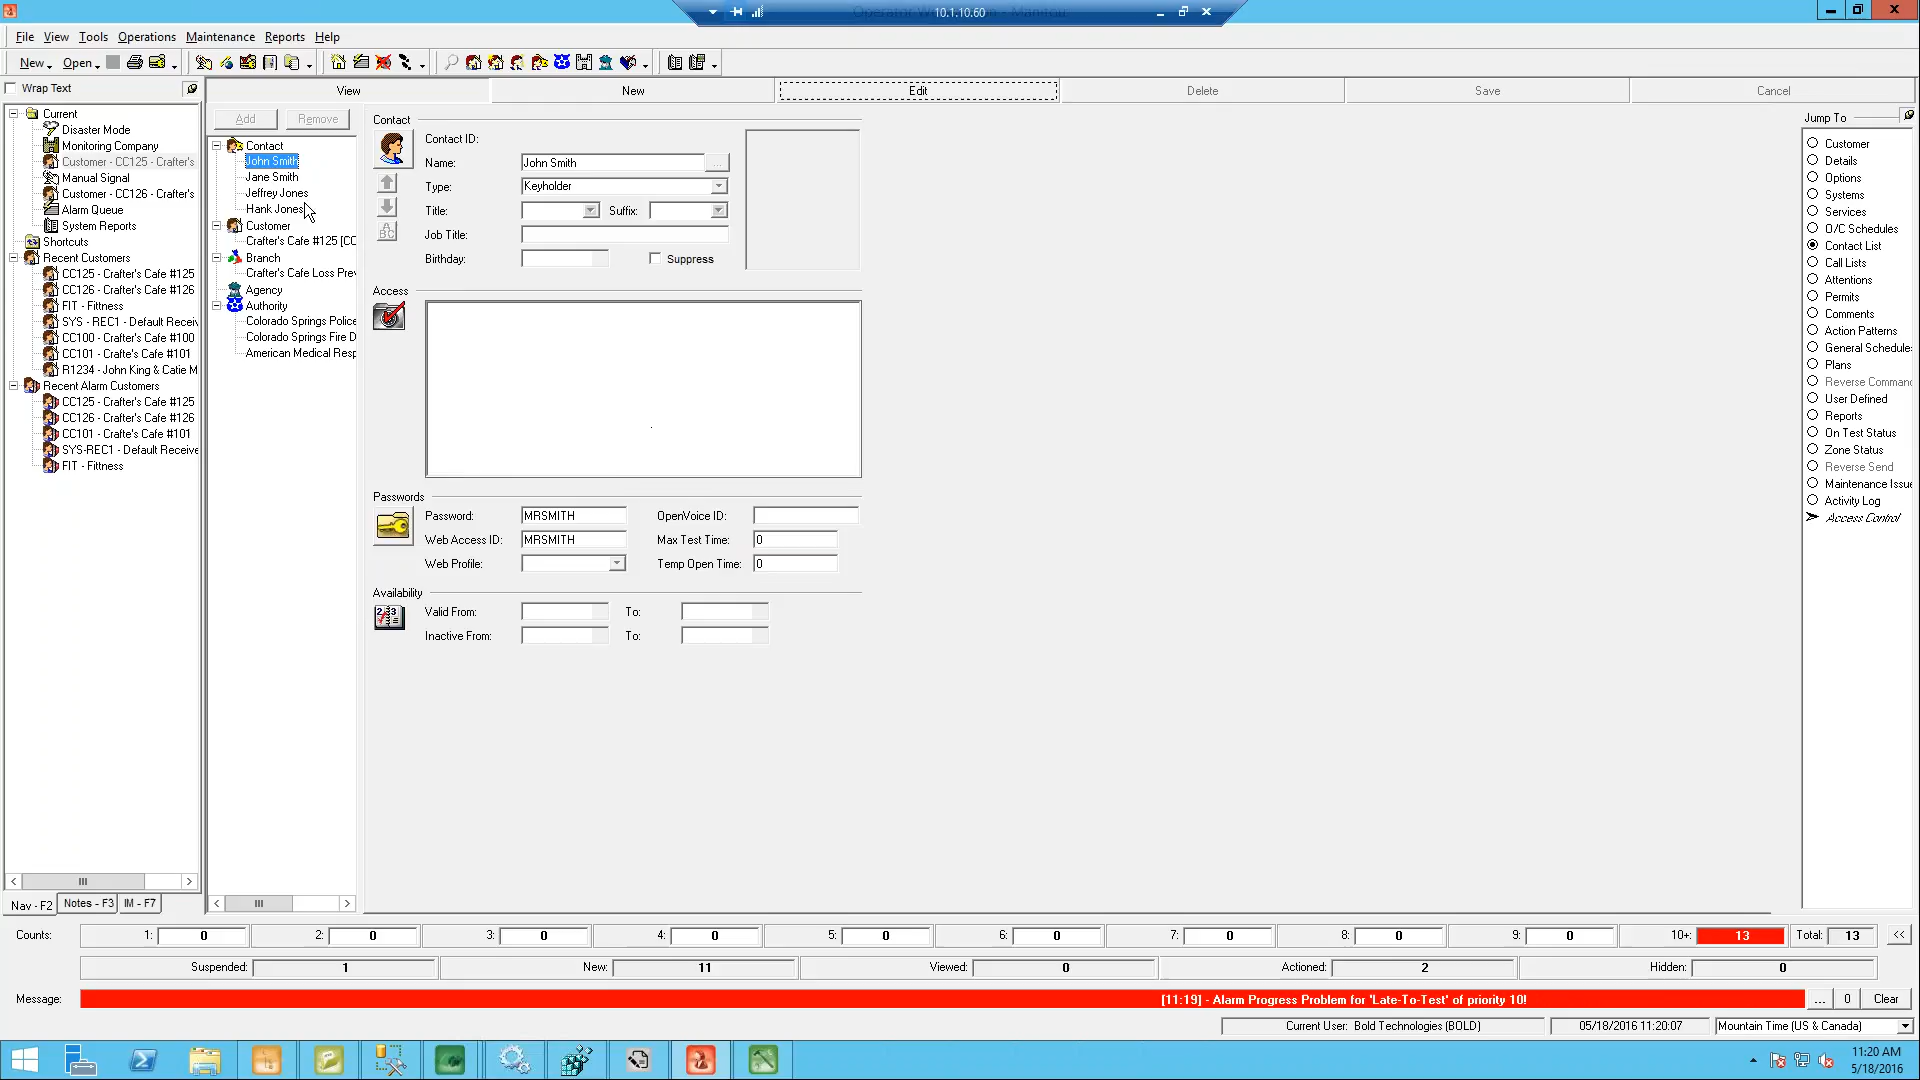 10.1.10.60
File View Tools Operations Maintenance Reports Help
New Open
Wrap Text
View New Edit Delete Save Cancel
Current
Disaster Mode
Monitoring Company
Customer - CC125 - Crafter's
Manual Signal
Customer - CC126 - Crafter's
Alarm Queue
System Reports
Shortcuts
Recent Customers
CC125 - Crafter's Cafe #125
CC126 - Crafter's Cafe #126
FIT - Fitness
SYS - REC1 - Default Receiv
CC100 - Crafter's Cafe #100
CC101 - Crafte's Cafe #101
R1234 - John King & Catie M
Recent Alarm Customers
CC125 - Crafter's Cafe #125
CC126 - Crafter's Cafe #126
CC101 - Crafte's Cafe #101
SYS-REC1 - Default Receive
FIT - Fitness
Nav - F2 Notes - F3 IM - F7
Add Remove
Contact
John Smith
Jane Smith
Jeffrey Jones
Hank Jones
Customer
Crafter's Cafe #125 [CC
Branch
Crafter's Cafe Loss Prev
Agency
Authority
Colorado Springs Police
Colorado Springs Fire D
American Medical Resp
Contact
Contact ID:
Name: John Smith ...
Type: Keyholder
Title: Suffix:
Job Title:
Birthday: Suppress
ABC
Access
Passwords
Password: MRSMITH OpenVoice ID:
Web Access ID: MRSMITH Max Test Time: 0
Web Profile: Temp Open Time: 0
Availability
Valid From: To:
Inactive From: To:
Jump To
Customer
Details
Options
Systems
Services
O/C Schedules
Contact List
Call Lists
Attentions
Permits
Comments
Action Patterns
General Schedule
Plans
Reverse Comman
User Defined
Reports
On Test Status
Zone Status
Reverse Send
Maintenance Issu
Activity Log
Access Control
Counts: 1: 0 2: 0 3: 0 4: 0 5: 0 6: 0 7: 0 8: 0 9: 0 10+: 13 Total: 13 <<
Suspended: 1 New: 11 Viewed: 0 Actioned: 2 Hidden: 0
Message: [11:19] - Alarm Progress Problem for 'Late-To-Test' of priority 10! ... 0 Clear
Current User: Bold Technologies (BOLD) 05/18/2016 11:20:07 Mountain Time (US & Canada)
11:20 AM
5/18/2016